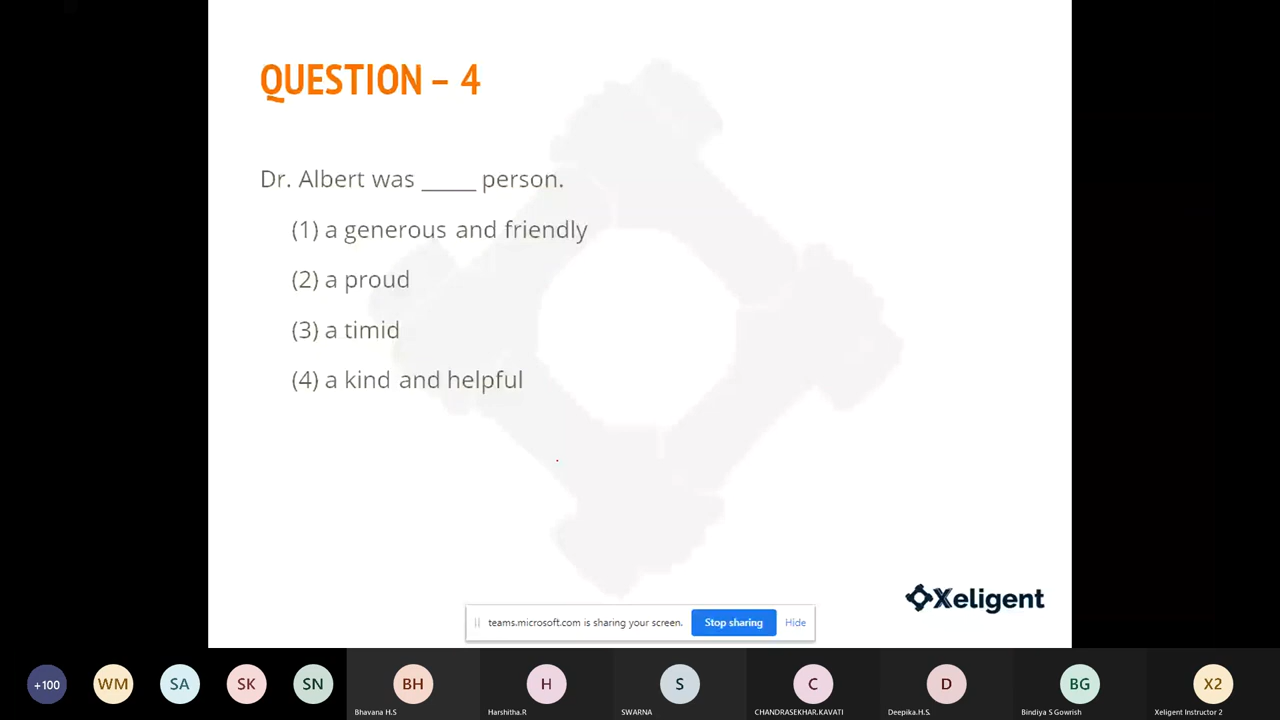 QUESTION – 4
Dr. Albert was _____ person.
(1) a generous and friendly
(2) a proud
(3) a timid
(4) a kind and helpful
Xeligent
teams.microsoft.com is sharing your screen. Stop sharing Hide
+100 WM SA SK SN BH H S C D BG X2
Bhavana H.S Harshitha.R SWARNA CHANDRASEKHAR.KAVATI Deepika.H.S. Bindiya S Gowrish Xeligent Instructor 2